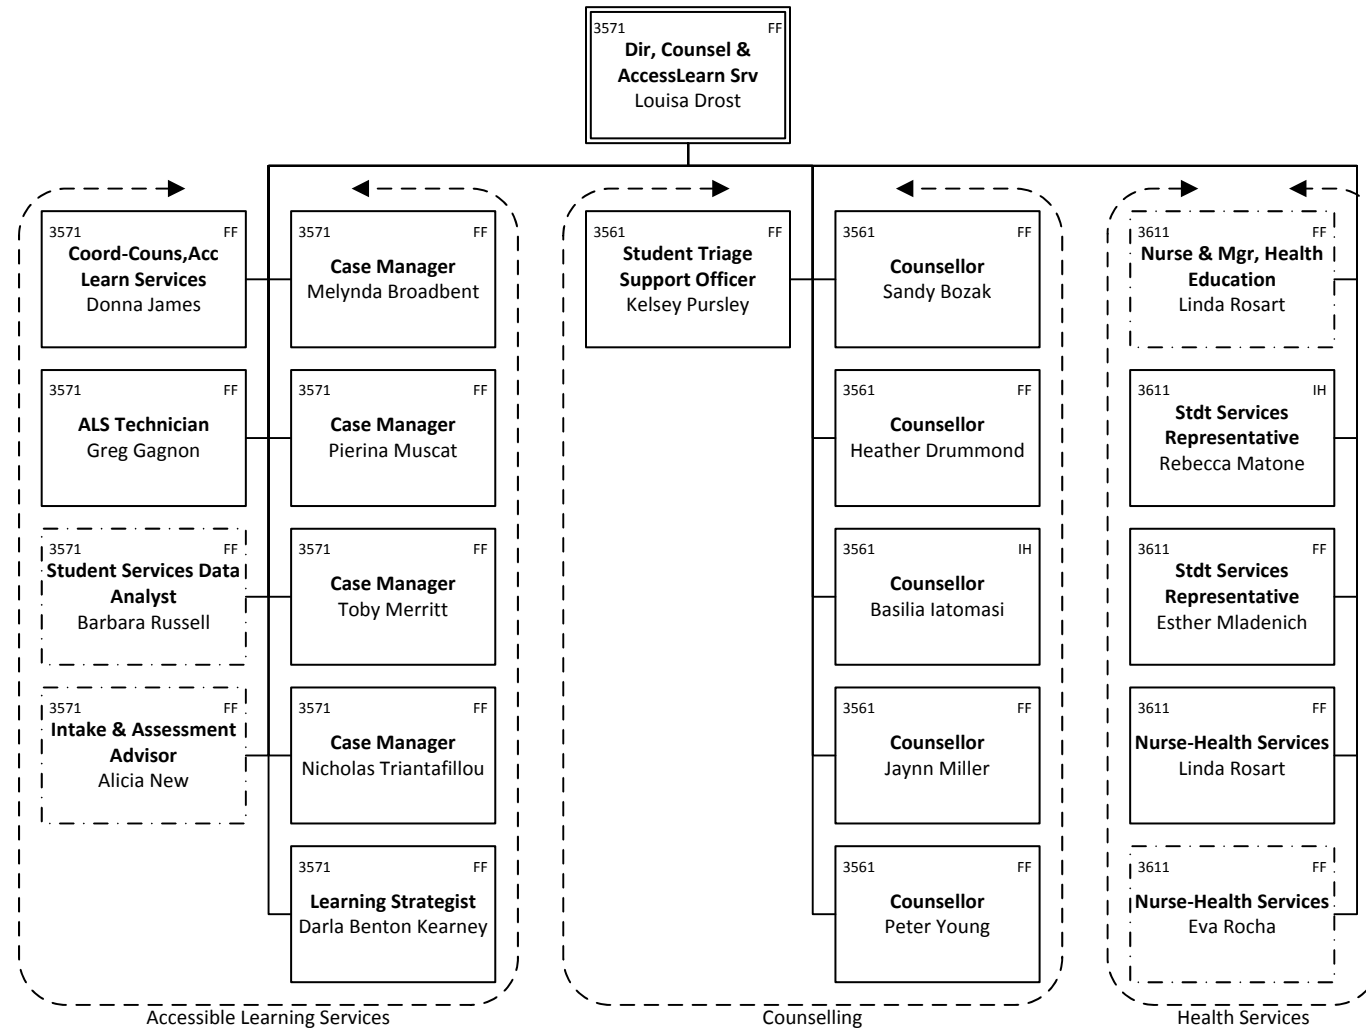 3571 FF
Dir, Counsel &
AccessLearn Srv
Louisa Drost
3571 FF
Coord-Couns,Acc
Learn Services
Donna James
3571 FF
ALS Technician
Greg Gagnon
3571 FF
Student Services Data
Analyst
Barbara Russell
3571 FF
Intake & Assessment
Advisor
Alicia New
3571 FF
Case Manager
Melynda Broadbent
3571 FF
Case Manager
Pierina Muscat
3571 FF
Case Manager
Toby Merritt
3571 FF
Case Manager
Nicholas Triantafillou
3571 FF
Learning Strategist
Darla Benton Kearney
Accessible Learning Services
3561 FF
Student Triage
Support Officer
Kelsey Pursley
3561 FF
Counsellor
Sandy Bozak
3561 FF
Counsellor
Heather Drummond
3561 IH
Counsellor
Basilia Iatomasi
3561 FF
Counsellor
Jaynn Miller
3561 FF
Counsellor
Peter Young
Counselling
3611 FF
Nurse & Mgr, Health
Education
Linda Rosart
3611 IH
Stdt Services
Representative
Rebecca Matone
3611 FF
Stdt Services
Representative
Esther Mladenich
3611 FF
Nurse-Health Services
Linda Rosart
3611 FF
Nurse-Health Services
Eva Rocha
Health Services